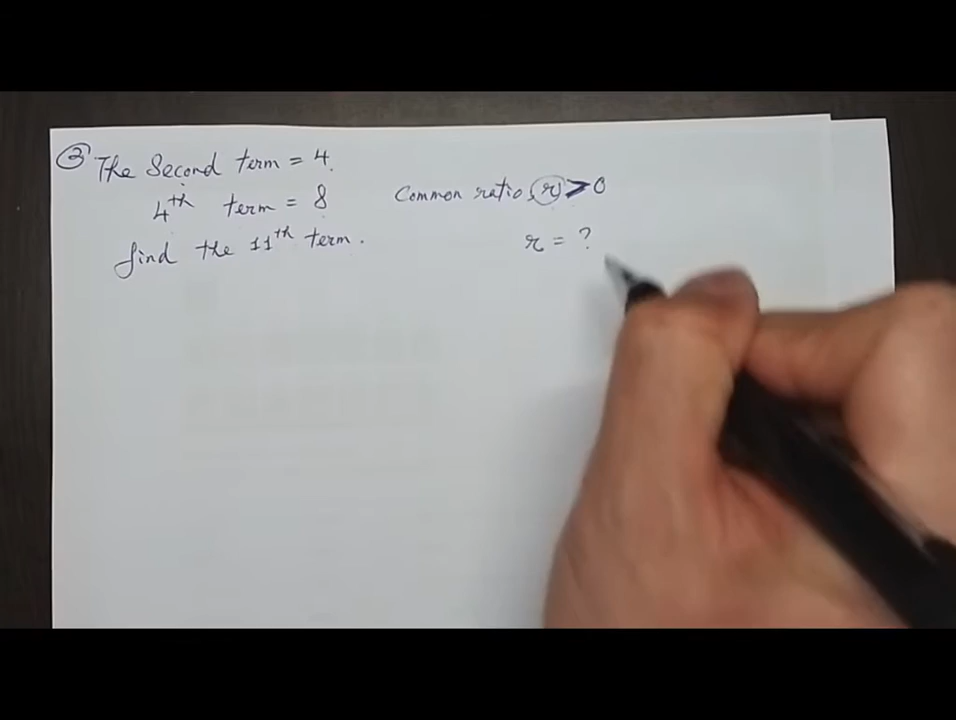 ③ The Second term = 4.
4th term = 8
find the 11th term.
Common ratio, r > 0
r = ?